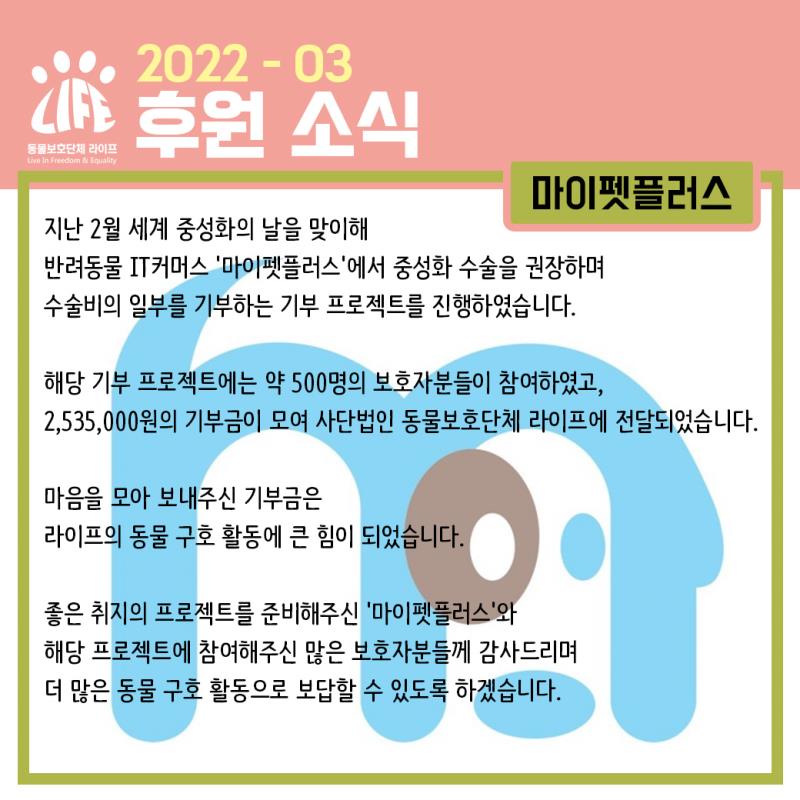 2022 - 03
LIFE
후원 소식
동물보호단체 라이프
Live In Freedom & Equality
마이펫플러스
지난 2월 세계 중성화의 날을 맞이해
반려동물 IT커머스 '마이펫플러스'에서 중성화 수술을 권장하며
수술비의 일부를 기부하는 기부 프로젝트를 진행하였습니다.
해당 기부 프로젝트에는 약 500명의 보호자분들이 참여하였고,
2,535,000원의 기부금이 모여 사단법인 동물보호단체 라이프에 전달되었습니다.
마음을 모아 보내주신 기부금은
라이프의 동물 구호 활동에 큰 힘이 되었습니다.
좋은 취지의 프로젝트를 준비해주신 '마이펫플러스'와
해당 프로젝트에 참여해주신 많은 보호자분들께 감사드리며
더 많은 동물 구호 활동으로 보답할 수 있도록 하겠습니다.